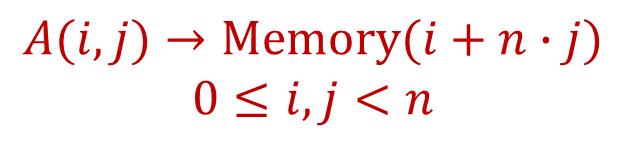 A(i, j) → Memory(i + n · j)
0 ≤ i, j < n